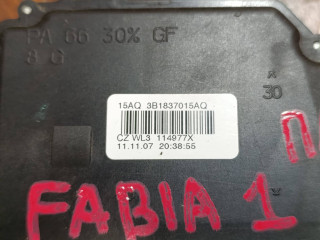 PA 66 30% GF
8 G
30
15AQ 3B1837015AQ
CZ WL3 114977X
11.11.07 20:38:55
П
FABIA 1